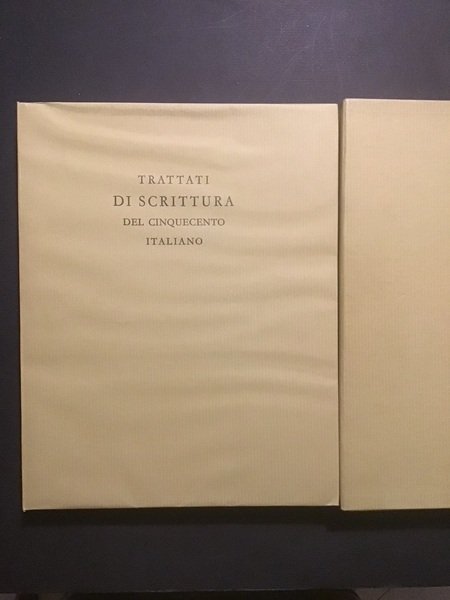 TRATTATI
DI SCRITTURA
DEL CINQUECENTO
ITALIANO